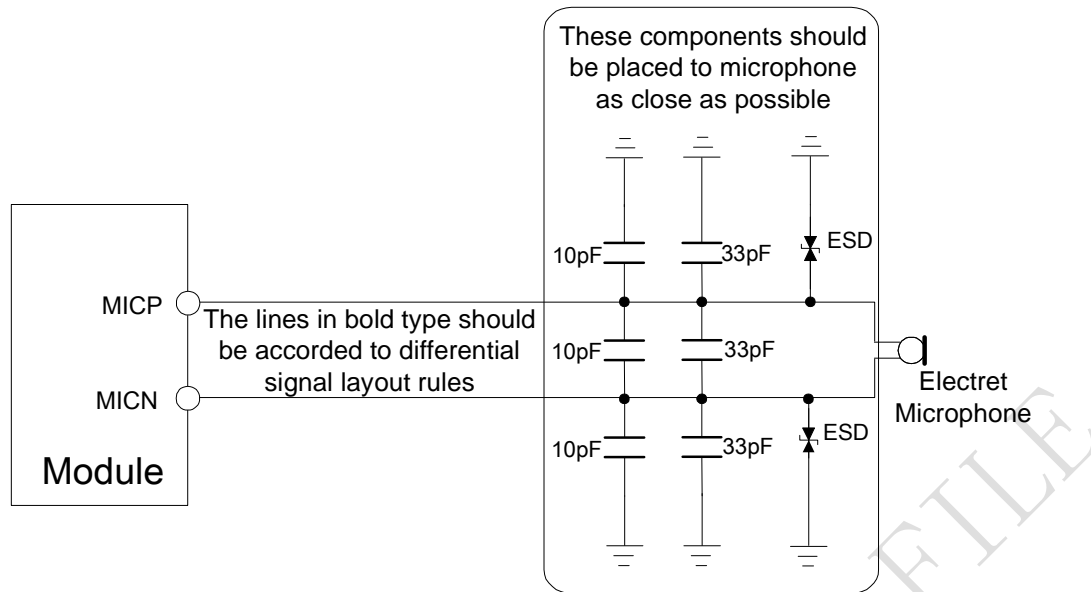 These components should
be placed to microphone
as close as possible
10pF
33pF
ESD
MICP
The lines in bold type should
be accorded to differential
signal layout rules
10pF
33pF
Electret
Microphone
MICN
10pF
33pF
ESD
Module
FILE